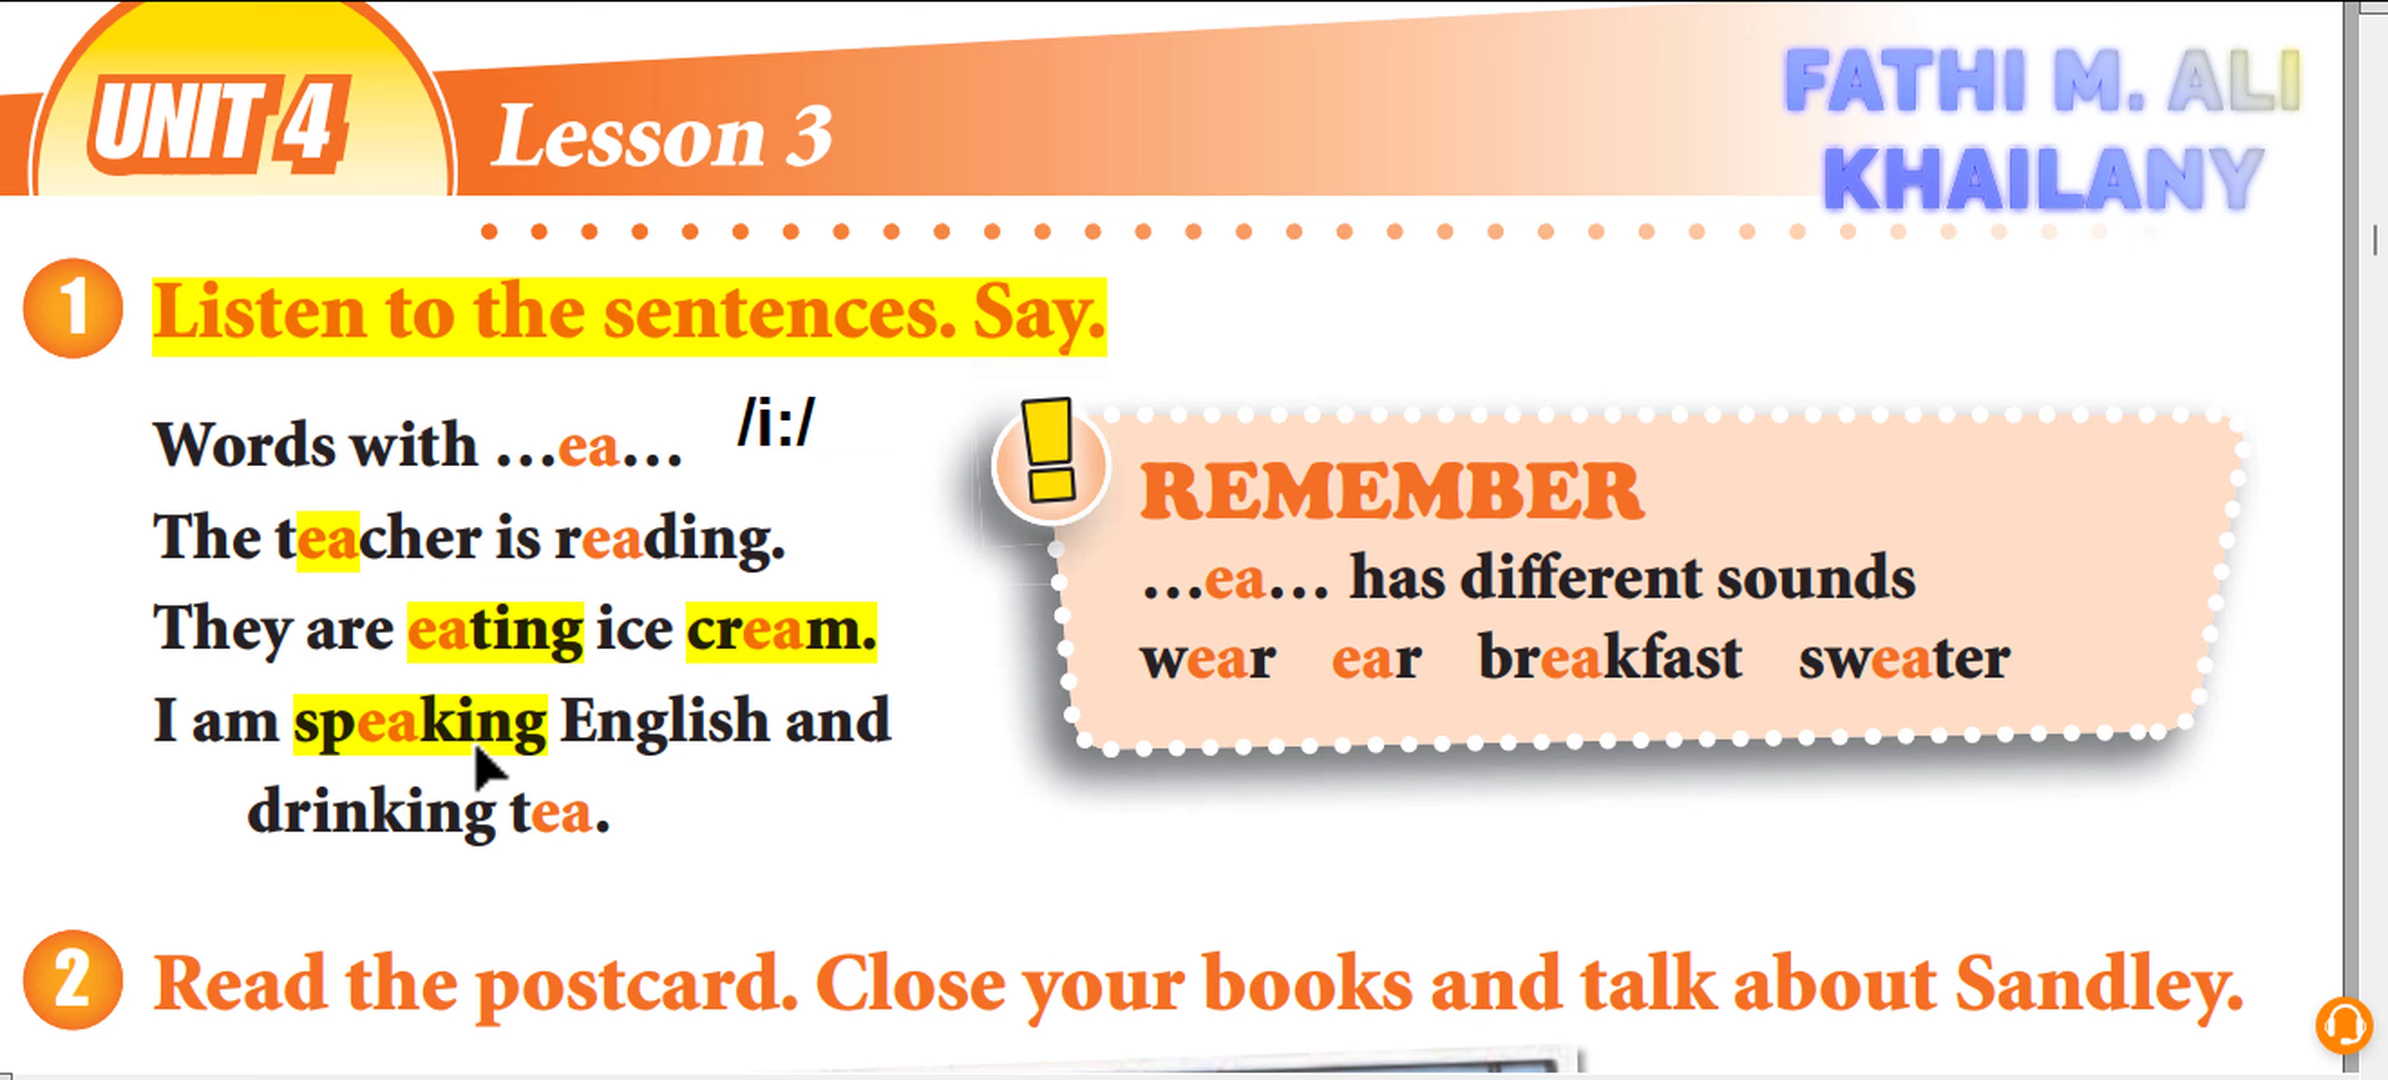 UNIT 4
Lesson 3
FATHI M. ALI
KHAILANY
1 Listen to the sentences. Say.
Words with ...ea... /i:/
The teacher is reading.
They are eating ice cream.
I am speaking English and
drinking tea.
!
REMEMBER
...ea... has different sounds
wear ear breakfast sweater
2 Read the postcard. Close your books and talk about Sandley.